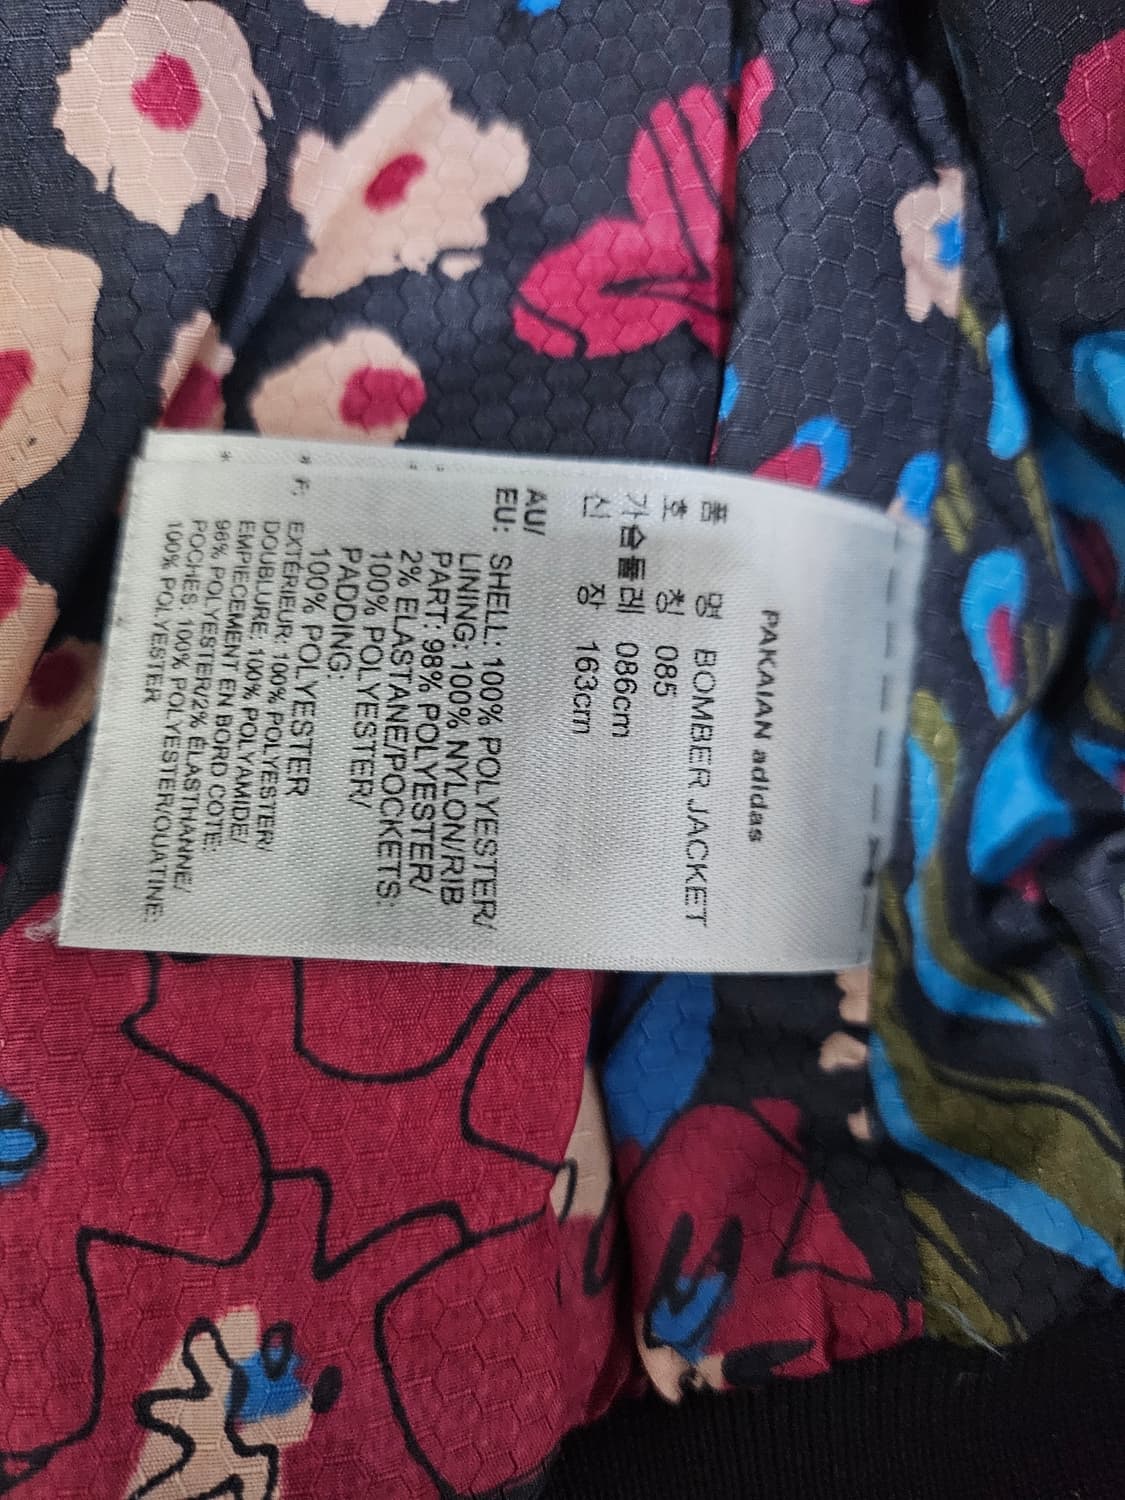 PAKAIAN adidas
품 명 BOMBER JACKET
호 칭 085
가슴둘레 086cm
신 장 163cm
AU/
EU: SHELL: 100% POLYESTER/
LINING: 100% NYLON/RIB
PART: 98% POLYESTER/
2% ELASTANE/POCKETS:
100% POLYESTER/
PADDING:
100% POLYESTER
F: EXTÉRIEUR: 100% POLYESTER/
DOUBLURE: 100% POLYAMIDE/
EMPIECEMENT EN BORD COTE:
98% POLYESTER/2% ÉLASTHANNE/
POCHES: 100% POLYESTER/OUATINE:
100% POLYESTER